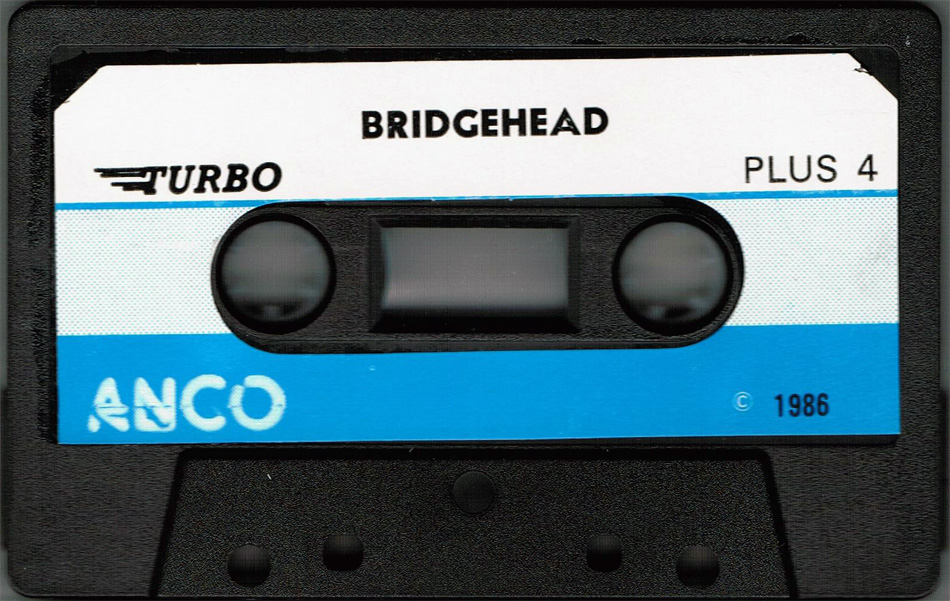 BRIDGEHEAD
TURBO
PLUS 4
ANCO
© 1986